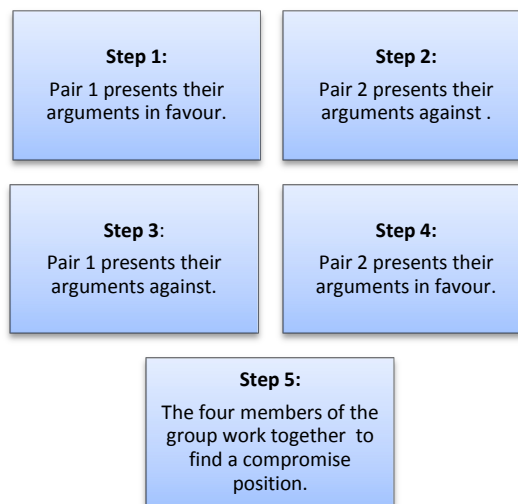 Step 1:
Pair 1 presents their
arguments in favour.
Step 2:
Pair 2 presents their
arguments against .
Step 3:
Pair 1 presents their
arguments against.
Step 4:
Pair 2 presents their
arguments in favour.
Step 5:
The four members of the
group work together  to
find a compromise
position.